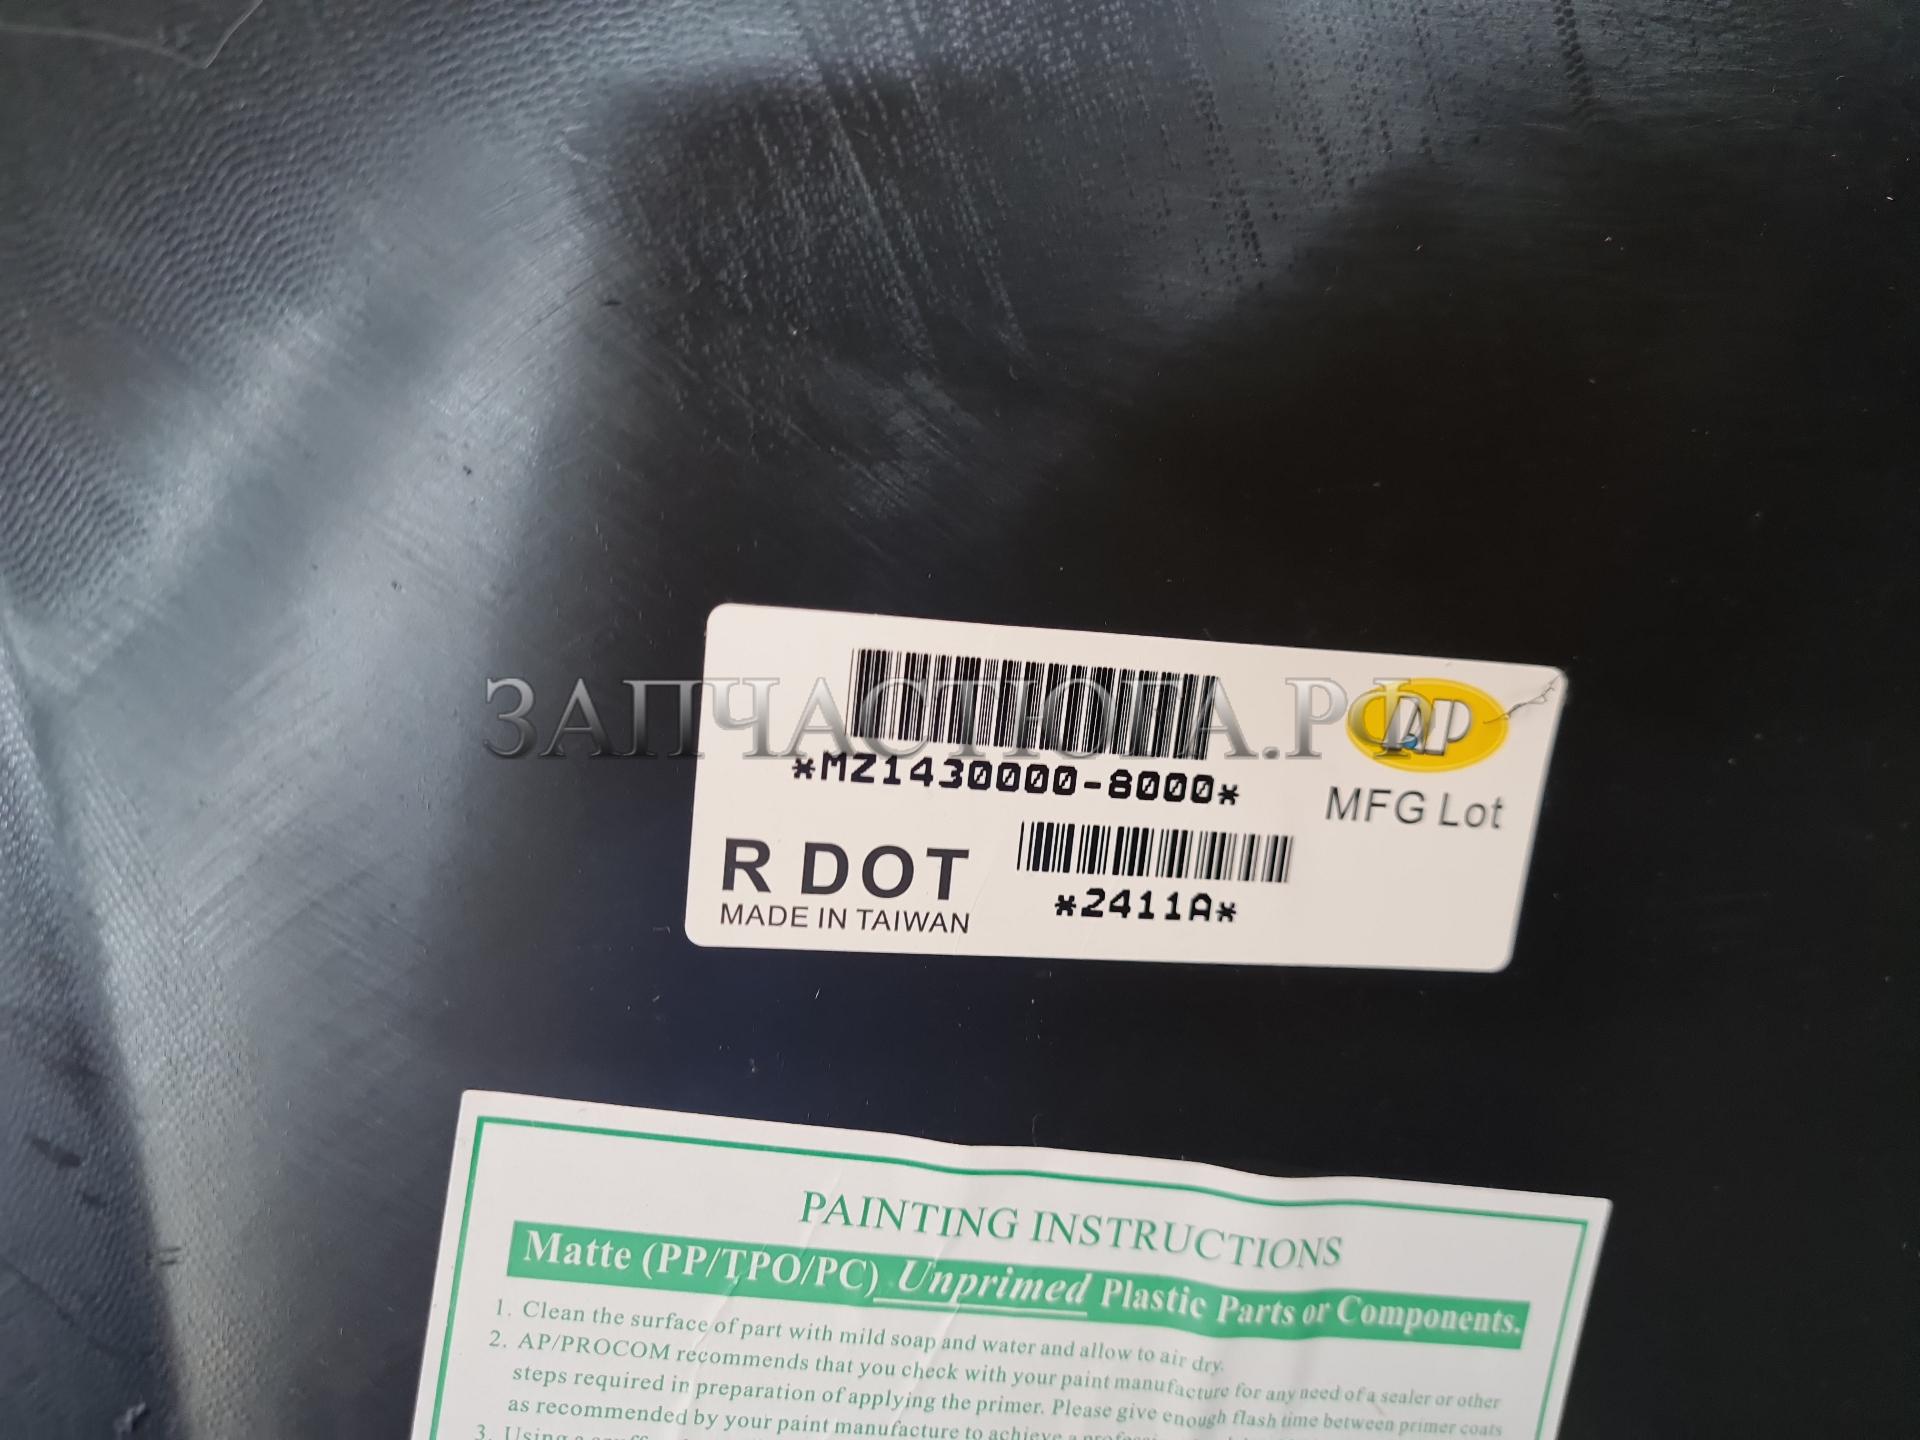 ЗАПЧАСТЮГА.РФ
*MZ1430000-8000*
AP
MFG Lot
R DOT
MADE IN TAIWAN
*2411A*
PAINTING INSTRUCTIONS
Matte (PP/TPO/PC) Unprimed Plastic Parts or Components.
1. Clean the surface of part with mild soap and water and allow to air dry.
2. AP/PROCOM recommends that you check with your paint manufacture for any need of a sealer or other
steps required in preparation of applying the primer. Please give enough flash time between primer coats
as recommended by your paint manufacture to achieve a
3. Using a